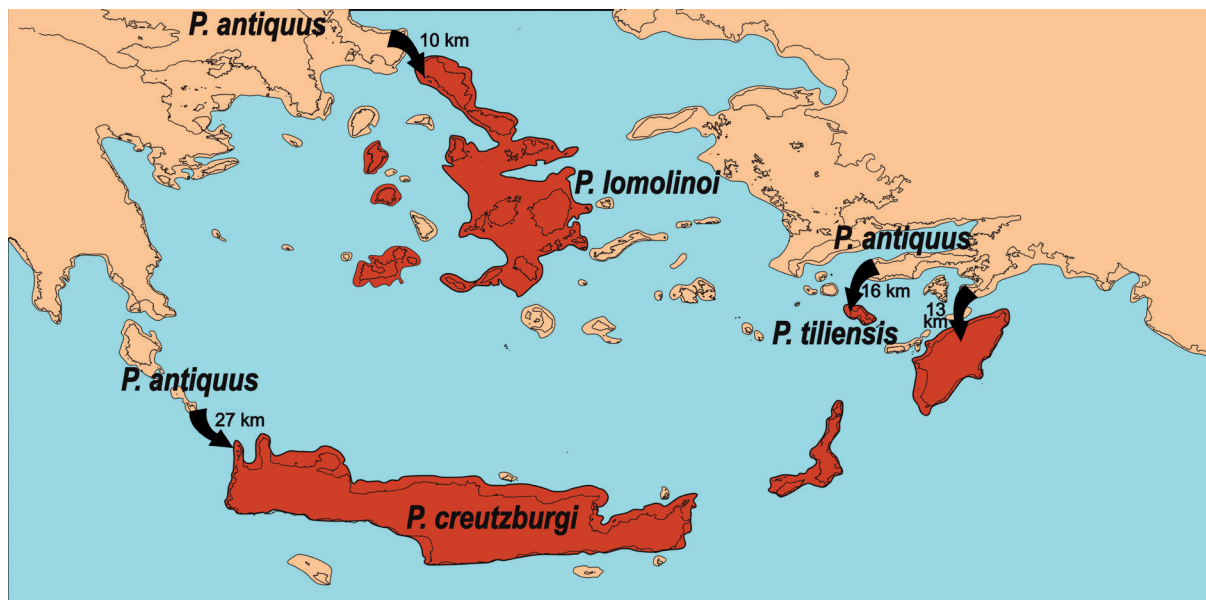 P. antiquus
10 km
P. lomolinoi
P. antiquus
16 km
13
km
P. tiliensis
P. antiquus
27 km
P. creutzburgi